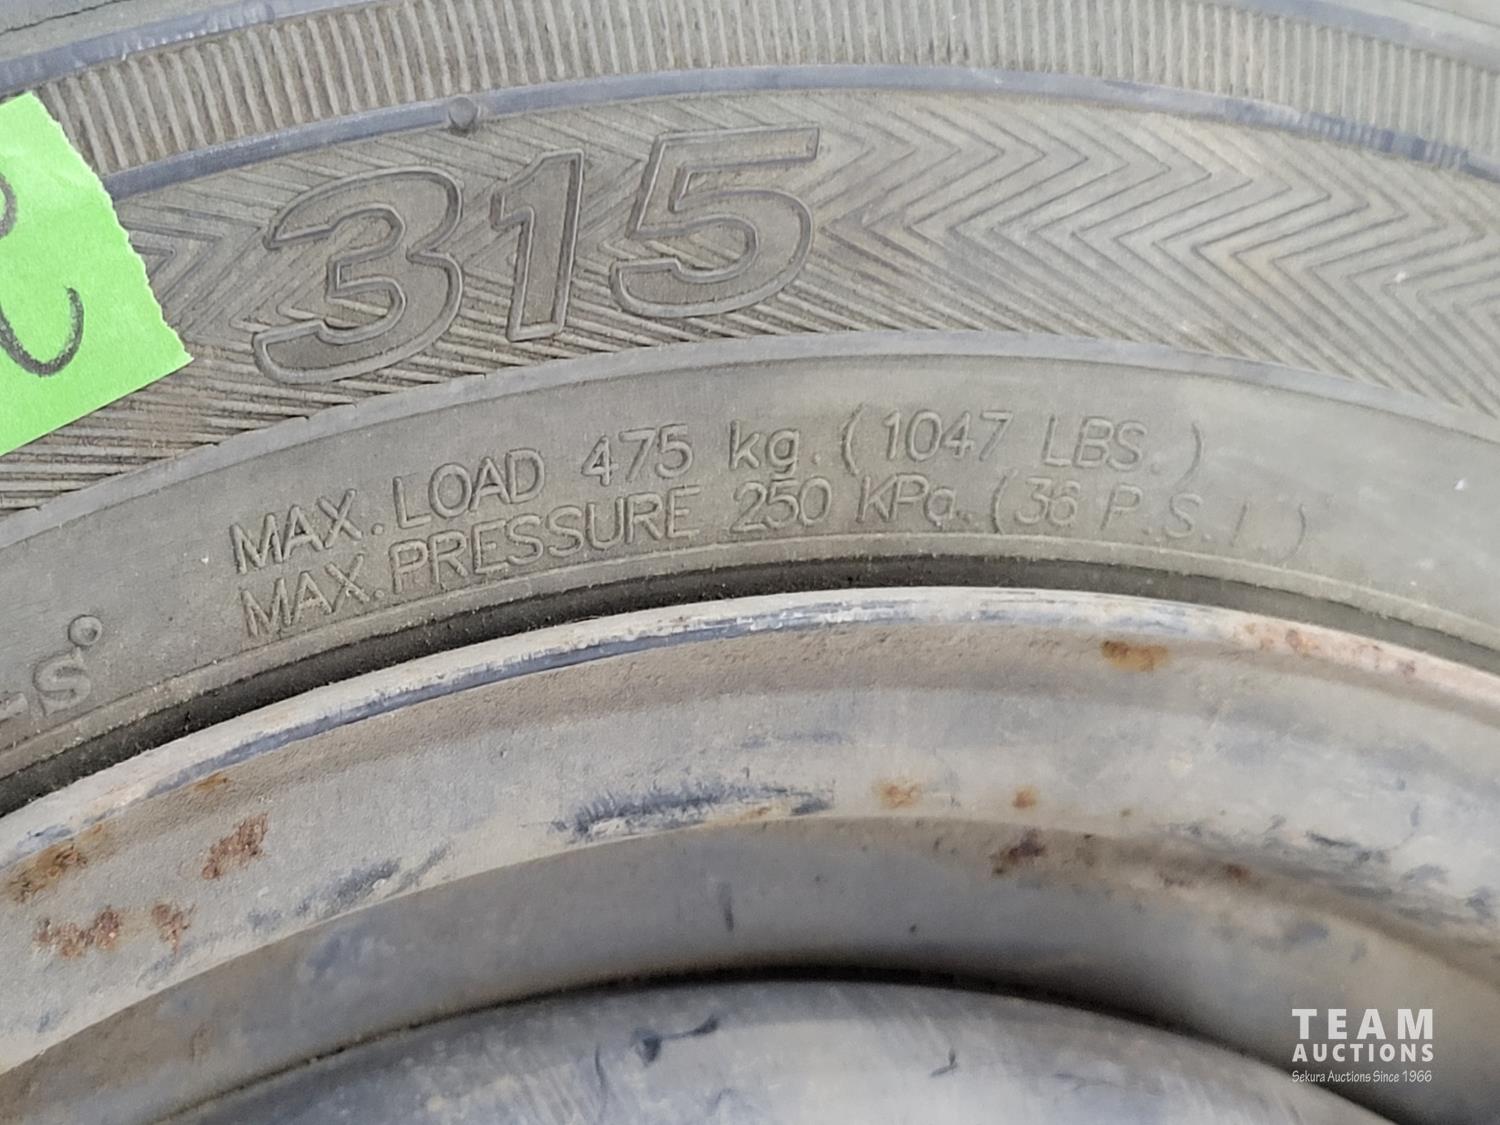 315
MAX. LOAD 475 kg. (1047 LBS.)
MAX. PRESSURE 250 KPa. (36 P.S.I.)
-S°
TEAM
AUCTIONS
Sekura Auctions Since 1966